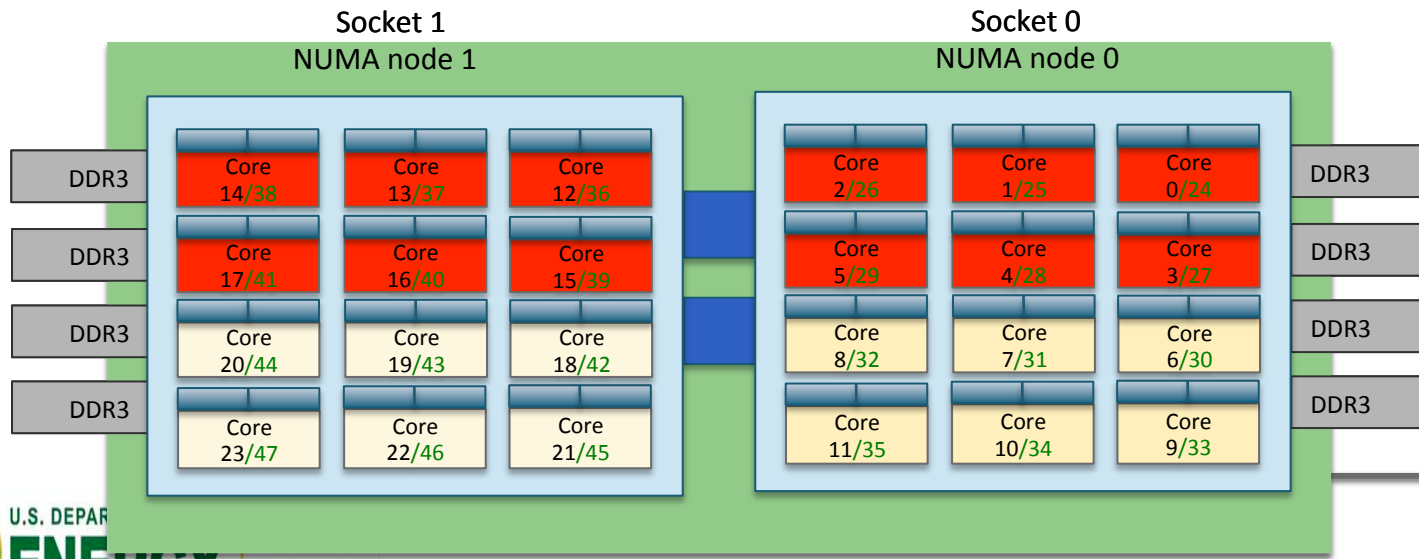 Socket 1
Socket 0
NUMA node 1
NUMA node 0
DDR3
DDR3
DDR3
DDR3
Core
14/38
Core
13/37
Core
12/36
Core
17/41
Core
16/40
Core
15/39
Core
20/44
Core
19/43
Core
18/42
Core
23/47
Core
22/46
Core
21/45
Core
2/26
Core
1/25
Core
0/24
Core
5/29
Core
4/28
Core
3/27
Core
8/32
Core
7/31
Core
6/30
Core
11/35
Core
10/34
Core
9/33
DDR3
DDR3
DDR3
DDR3
U.S. DEPAR